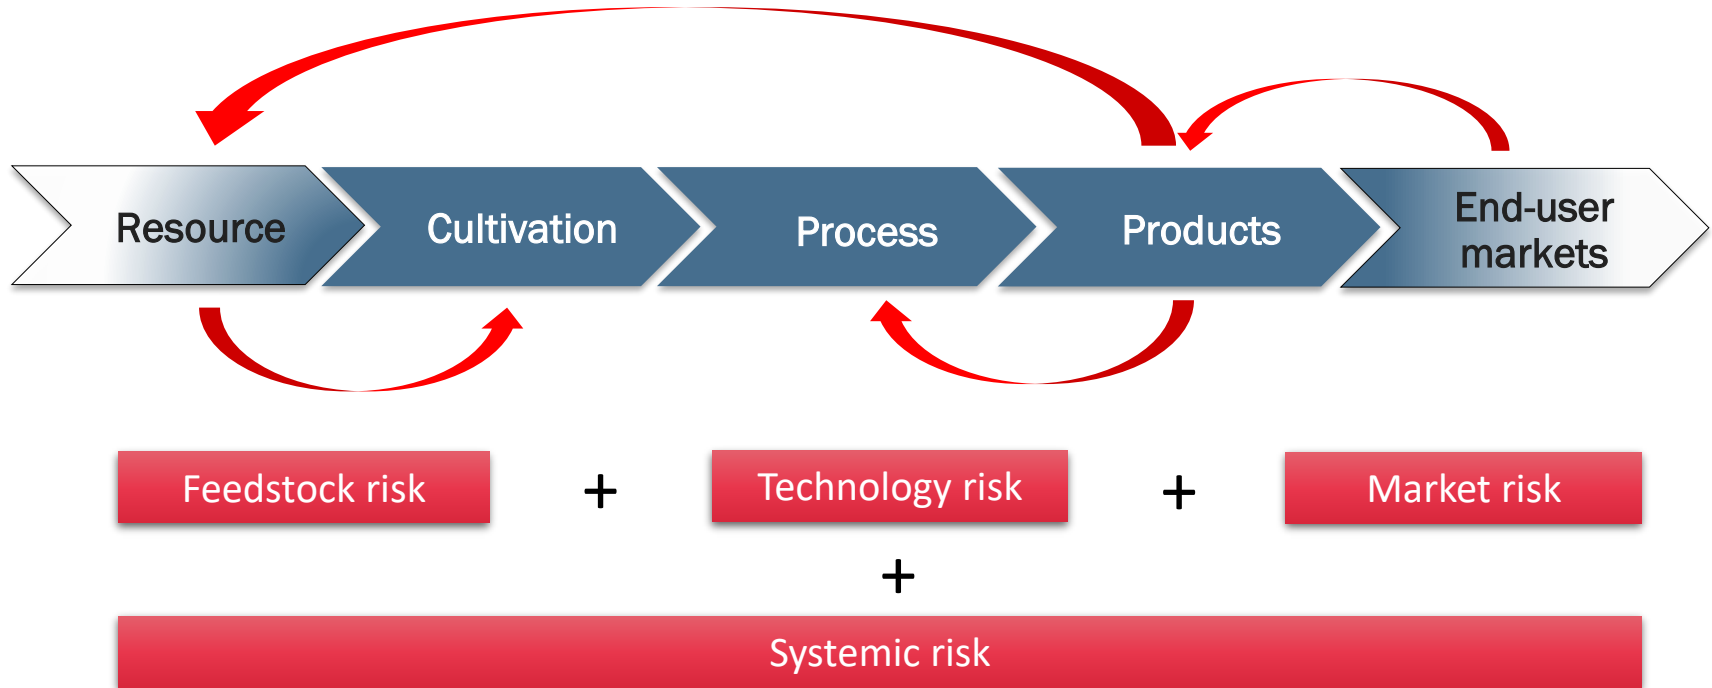 Resource
Cultivation
Process
Products
End-user
markets
Feedstock risk
+
Technology risk
+
Market risk
+
Systemic risk